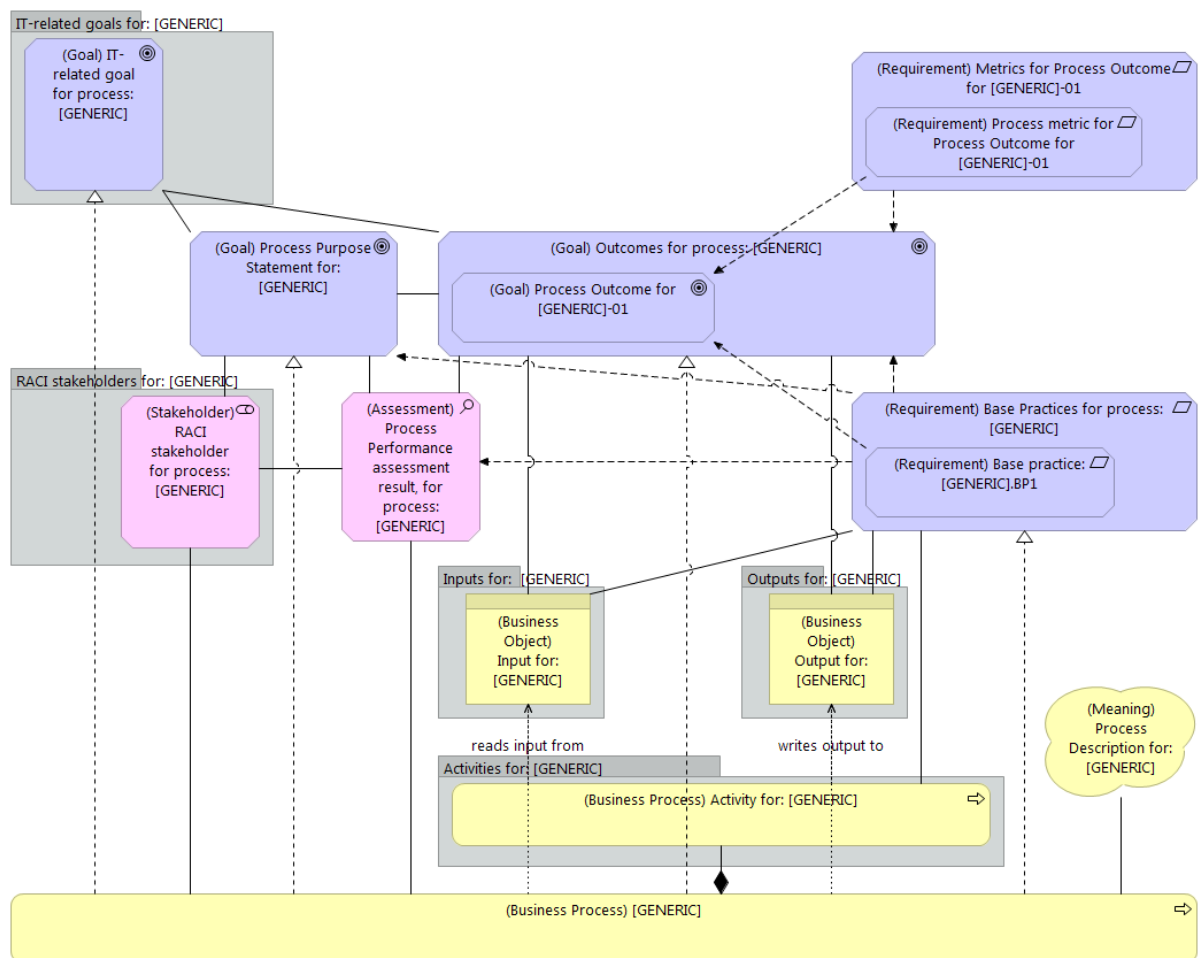 IT-related goals for: [GENERIC]
(Goal) IT-
related goal
for process:
[GENERIC]
(Requirement) Metrics for Process Outcome
for [GENERIC]-01
(Requirement) Process metric for
Process Outcome for
[GENERIC]-01
(Goal) Process Purpose
Statement for:
[GENERIC]
(Goal) Outcomes for process: [GENERIC]
(Goal) Process Outcome for
[GENERIC]-01
RACI stakeholders for: [GENERIC]
(Stakeholder)
RACI
stakeholder
for process:
[GENERIC]
(Assessment)
Process
Performance
assessment
result, for
process:
[GENERIC]
(Requirement) Base Practices for process:
[GENERIC]
(Requirement) Base practice:
[GENERIC].BP1
Inputs for: [GENERIC]
(Business
Object)
Input for:
[GENERIC]
Outputs for: [GENERIC]
(Business
Object)
Output for:
[GENERIC]
(Meaning)
Process
Description for:
[GENERIC]
reads input from
writes output to
Activities for: [GENERIC]
(Business Process) Activity for: [GENERIC]
(Business Process) [GENERIC]